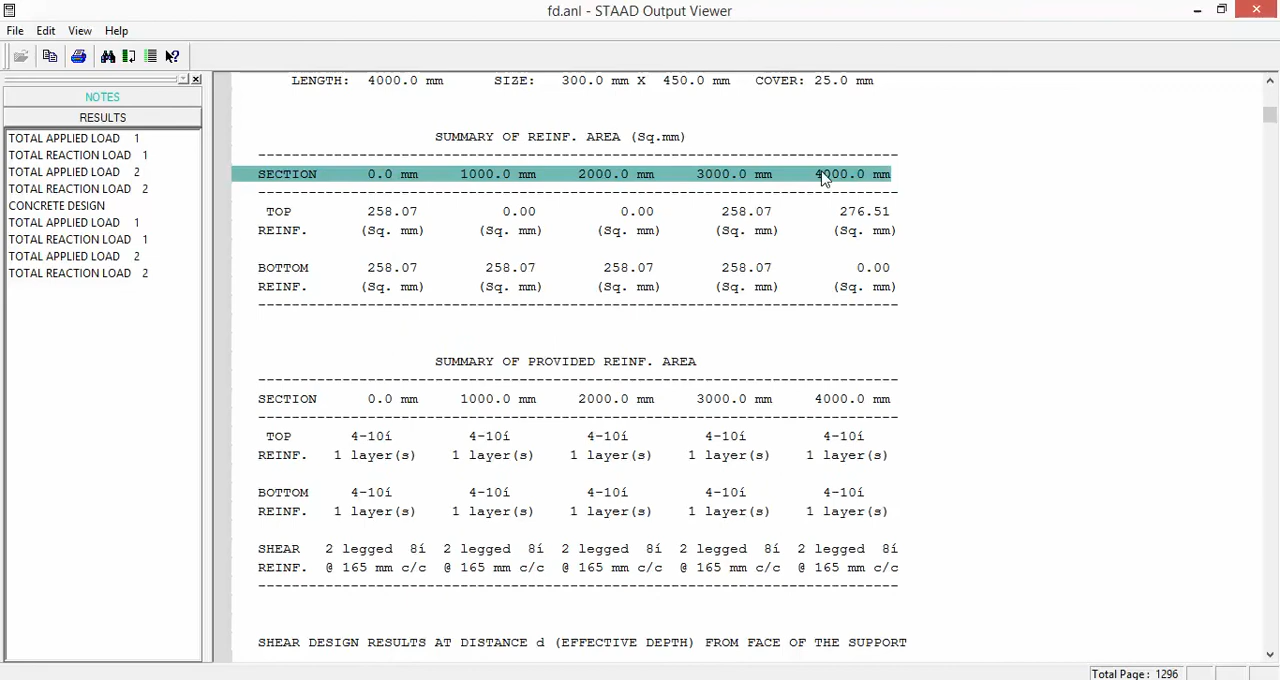 fd.anl - STAAD Output Viewer
File Edit View Help
NOTES
RESULTS
TOTAL APPLIED LOAD 1
TOTAL REACTION LOAD 1
TOTAL APPLIED LOAD 2
TOTAL REACTION LOAD 2
CONCRETE DESIGN
TOTAL APPLIED LOAD 1
TOTAL REACTION LOAD 1
TOTAL APPLIED LOAD 2
TOTAL REACTION LOAD 2
LENGTH: 4000.0 mm SIZE: 300.0 mm X 450.0 mm COVER: 25.0 mm
SUMMARY OF REINF. AREA (Sq.mm)
----------------------------------------------------------------------------
SECTION 0.0 mm 1000.0 mm 2000.0 mm 3000.0 mm 4000.0 mm
----------------------------------------------------------------------------
TOP 258.07 0.00 0.00 258.07 276.51
REINF. (Sq. mm) (Sq. mm) (Sq. mm) (Sq. mm) (Sq. mm)
BOTTOM 258.07 258.07 258.07 258.07 0.00
REINF. (Sq. mm) (Sq. mm) (Sq. mm) (Sq. mm) (Sq. mm)
----------------------------------------------------------------------------
SUMMARY OF PROVIDED REINF. AREA
----------------------------------------------------------------------------
SECTION 0.0 mm 1000.0 mm 2000.0 mm 3000.0 mm 4000.0 mm
----------------------------------------------------------------------------
TOP 4-10í 4-10í 4-10í 4-10í 4-10í
REINF. 1 layer(s) 1 layer(s) 1 layer(s) 1 layer(s) 1 layer(s)
BOTTOM 4-10í 4-10í 4-10í 4-10í 4-10í
REINF. 1 layer(s) 1 layer(s) 1 layer(s) 1 layer(s) 1 layer(s)
SHEAR 2 legged 8í 2 legged 8í 2 legged 8í 2 legged 8í 2 legged 8í
REINF. @ 165 mm c/c @ 165 mm c/c @ 165 mm c/c @ 165 mm c/c @ 165 mm c/c
----------------------------------------------------------------------------
SHEAR DESIGN RESULTS AT DISTANCE d (EFFECTIVE DEPTH) FROM FACE OF THE SUPPORT
Total Page : 1296